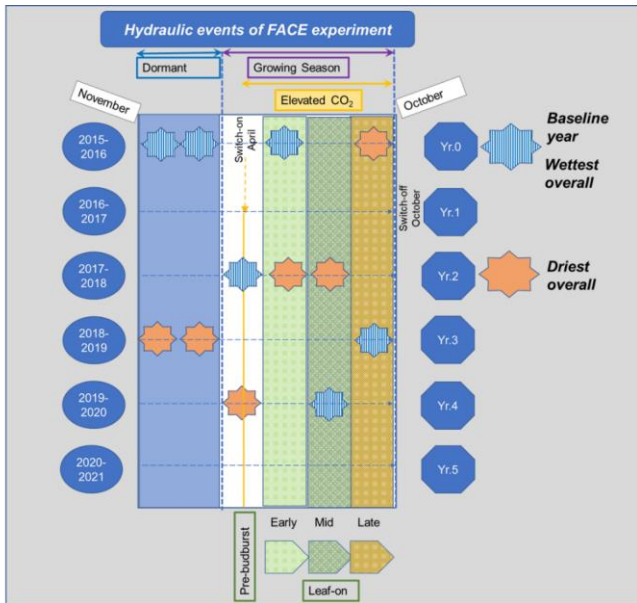 Hydraulic events of FACE experiment
Dormant
Growing Season
Elevated CO₂
November
October
Switch-on
April
2015-
2016
Yr.0
Baseline
year
Wettest
overall
Switch-off
October
2016-
2017
Yr.1
2017-
2018
Yr.2
Driest
overall
2018-
2019
Yr.3
2019-
2020
Yr.4
2020-
2021
Yr.5
Pre-budburst
Early
Mid
Late
Leaf-on